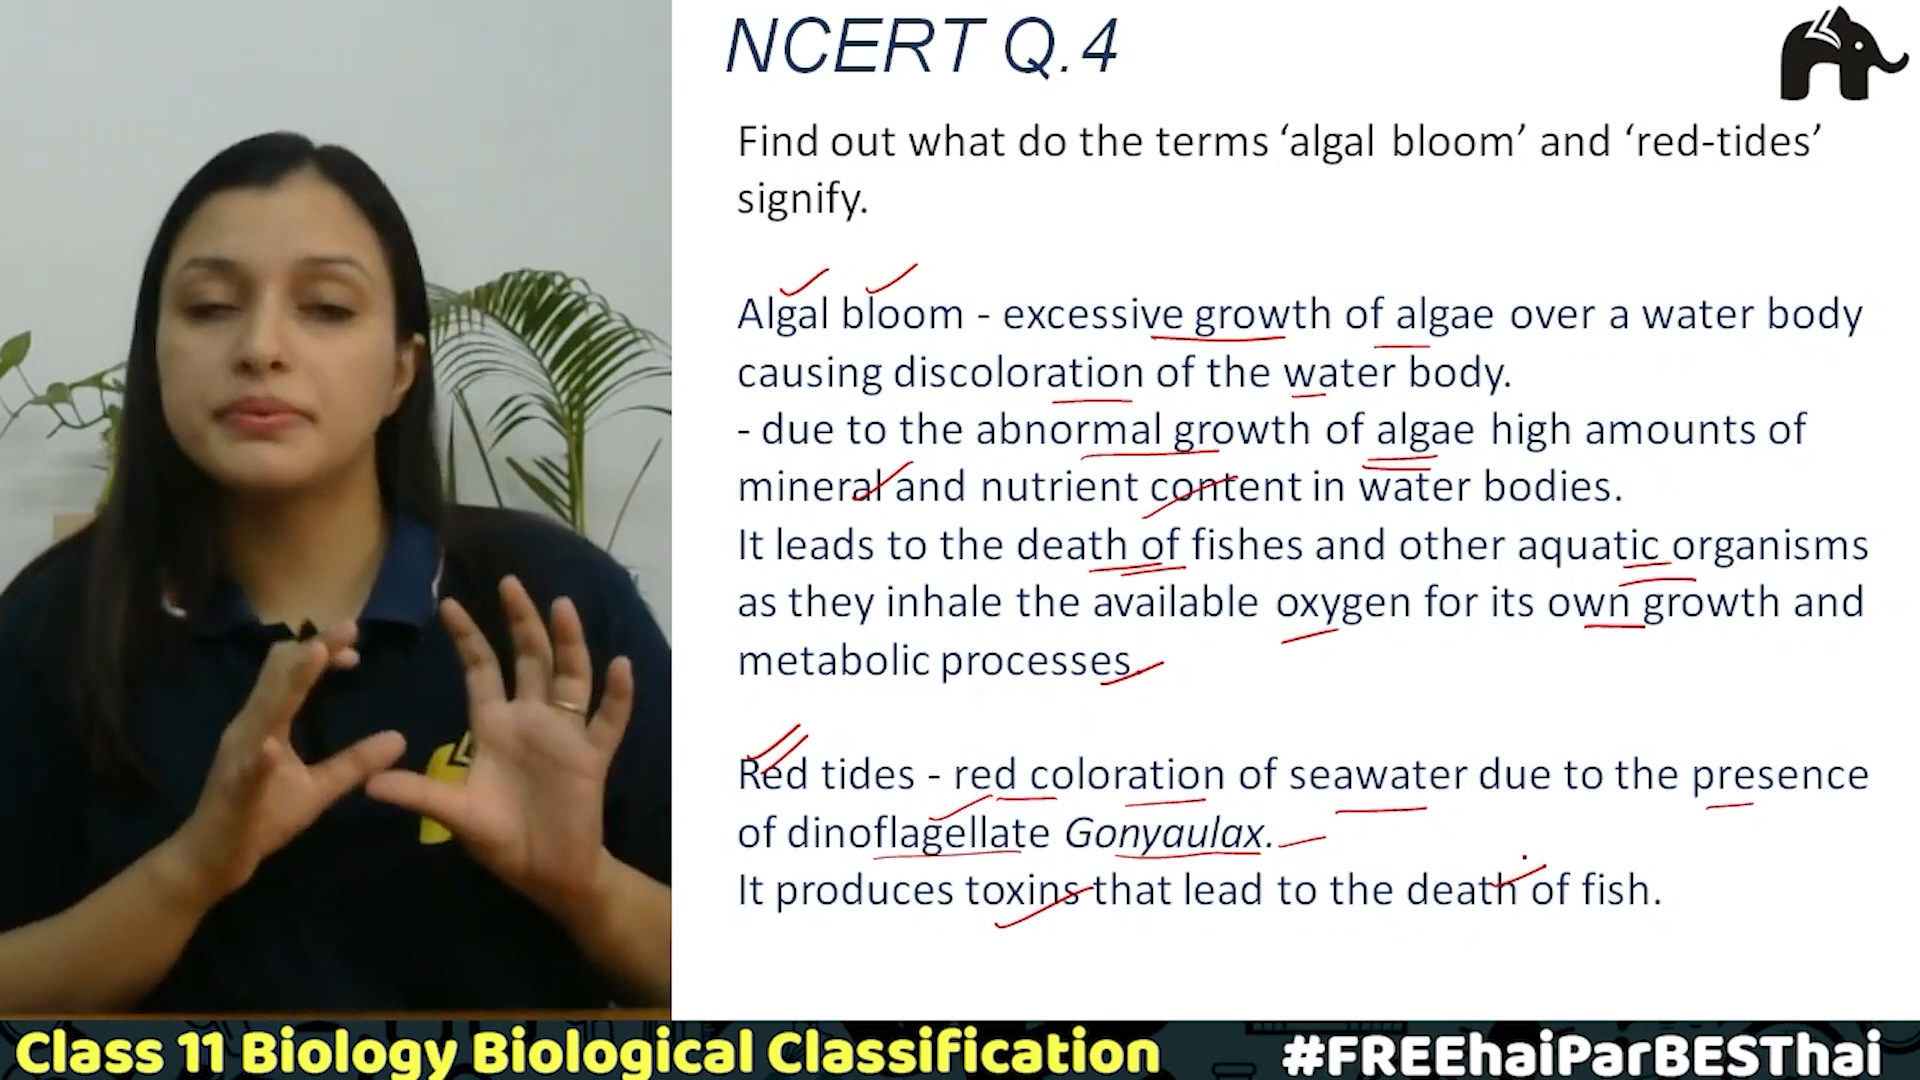 NCERT Q.4
Find out what do the terms ‘algal bloom’ and ‘red-tides’
signify.
Algal bloom - excessive growth of algae over a water body
causing discoloration of the water body.
- due to the abnormal growth of algae high amounts of
mineral and nutrient content in water bodies.
It leads to the death of fishes and other aquatic organisms
as they inhale the available oxygen for its own growth and
metabolic processes.
Red tides - red coloration of seawater due to the presence
of dinoflagellate Gonyaulax.
It produces toxins that lead to the death of fish.
Class 11 Biology Biological Classification
#FREEhaiParBESThai